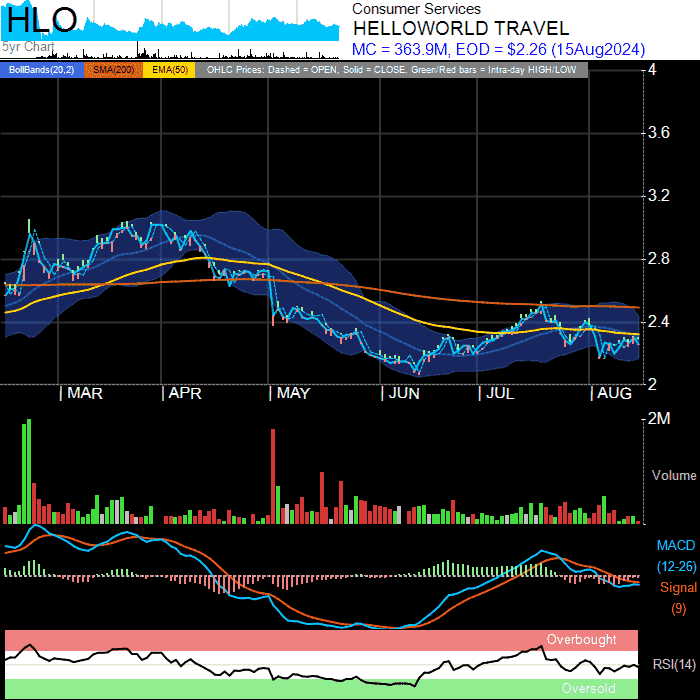 HLO
5yr Chart
Consumer Services
HELLOWORLD TRAVEL
MC = 363.9M, EOD = $2.26 (15Aug2024)
BollBands(20,2) SMA(200) EMA(50) OHLC Prices: Dashed = OPEN, Solid = CLOSE, Green/Red bars = Intra-day HIGH/LOW
4
3.6
3.2
2.8
2.4
2
| MAR | APR | MAY | JUN | JUL | AUG
2M
Volume
MACD
(12-26)
Signal
(9)
Overbought
RSI(14)
Oversold